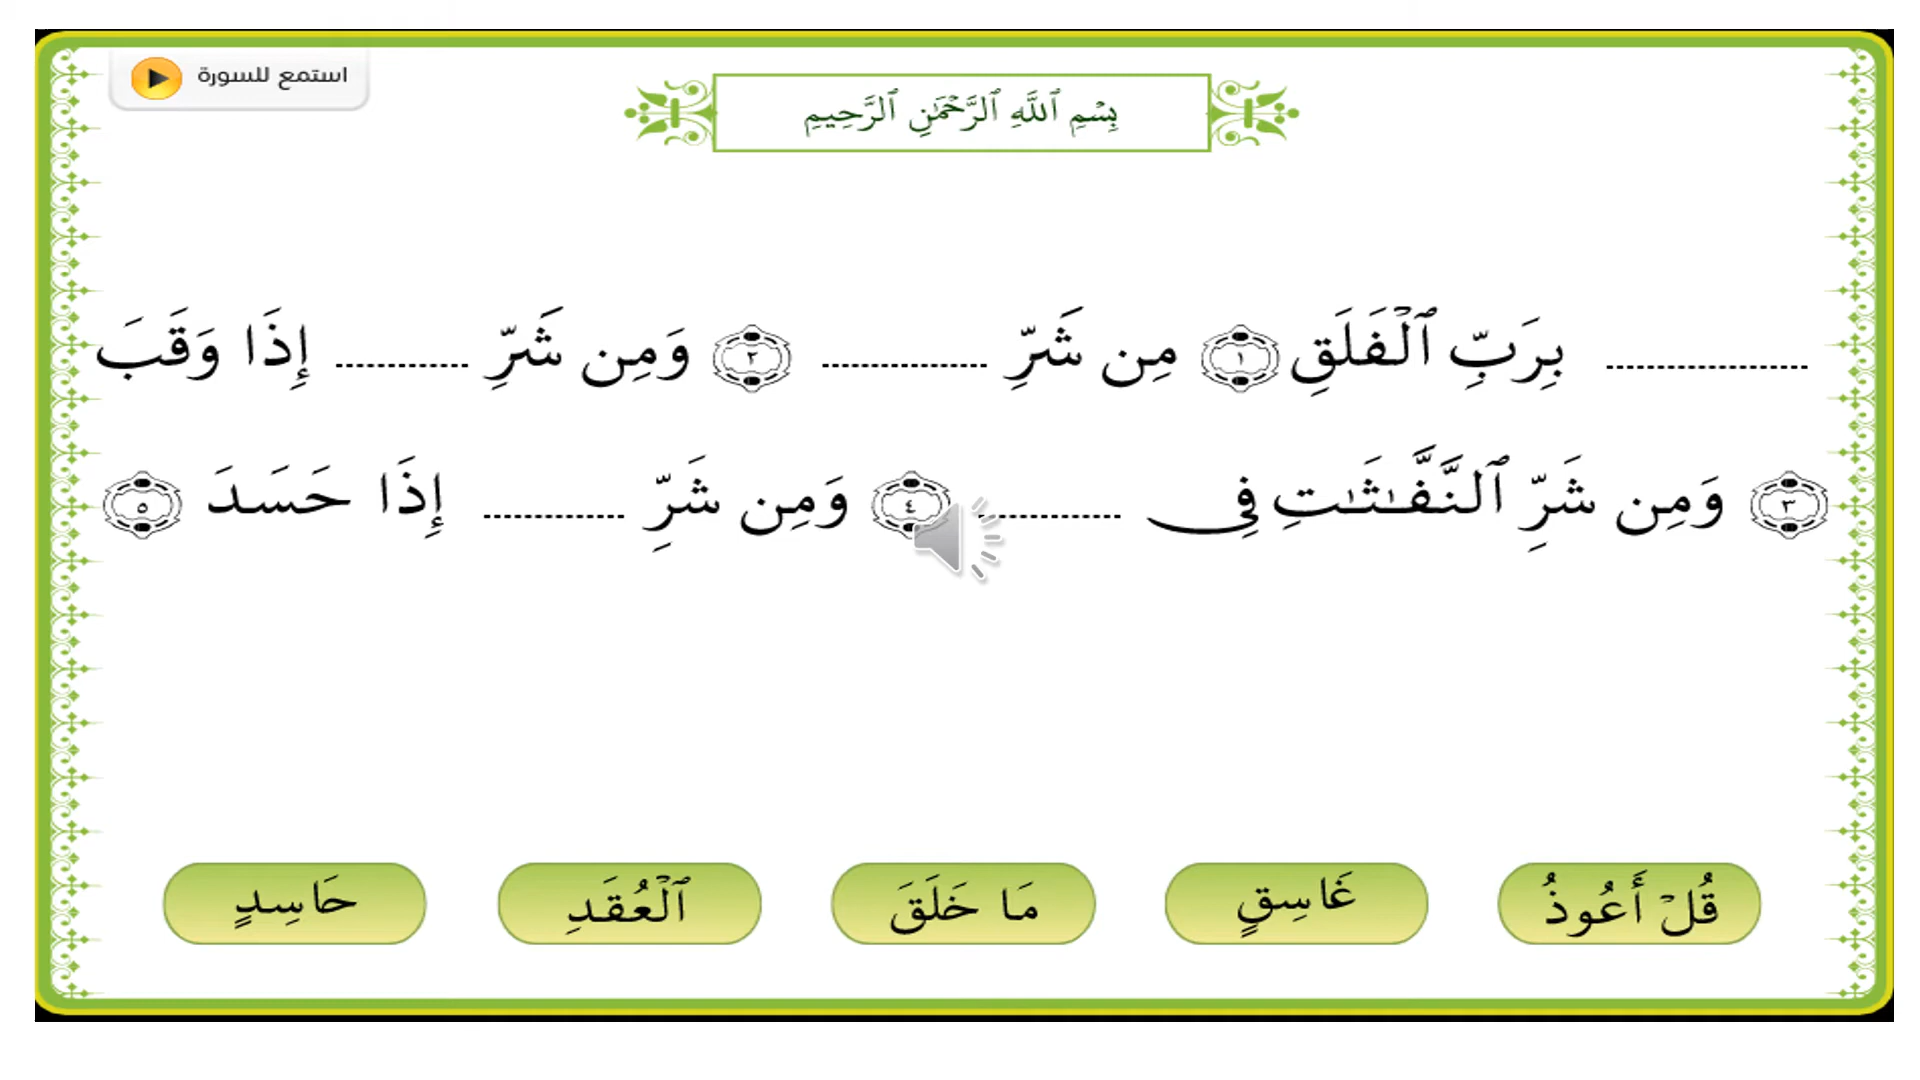 استمع للسورة
بِسْمِ ٱللَّهِ ٱلرَّحْمَٰنِ ٱلرَّحِيمِ
.................... بِرَبِّ ٱلْفَلَقِ ١ مِن شَرِّ ................ ٢ وَمِن شَرِّ ............. إِذَا وَقَبَ
٣ وَمِن شَرِّ ٱلنَّفَّـٰثَـٰتِ فِى .............. ٤ وَمِن شَرِّ .............. إِذَا حَسَدَ ٥
قُلْ أَعُوذُ غَاسِقٍ مَا خَلَقَ ٱلْعُقَدِ حَاسِدٍ